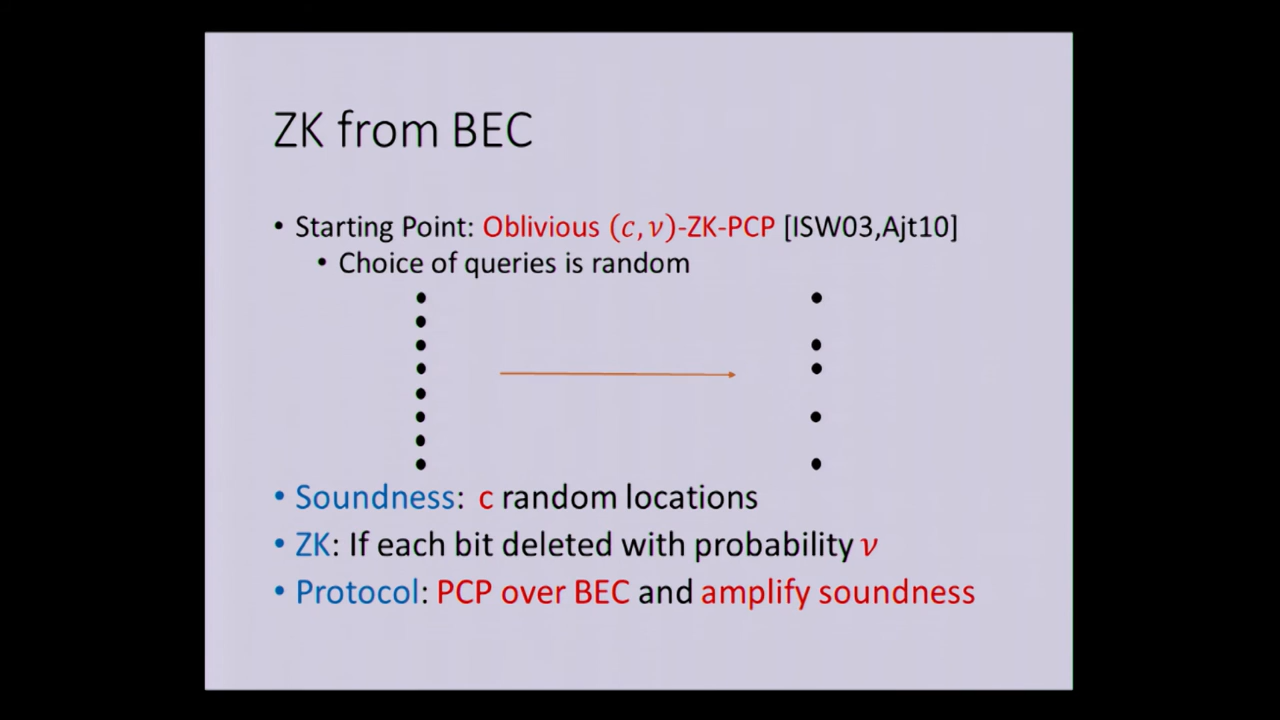 ZK from BEC
• Starting Point: Oblivious (c, ν)-ZK-PCP [ISW03,Ajt10]
• Choice of queries is random
• Soundness: c random locations
• ZK: If each bit deleted with probability ν
• Protocol: PCP over BEC and amplify soundness